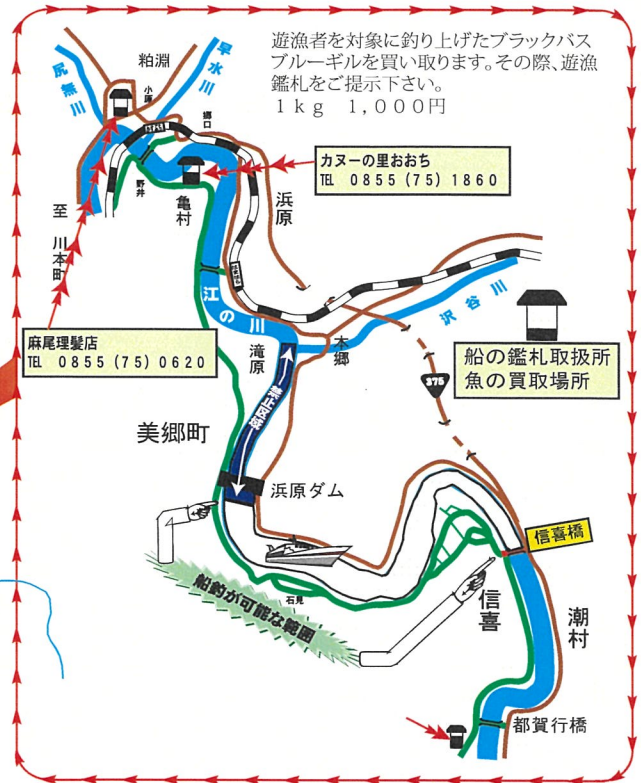 遊漁者を対象に釣り上げたブラックバス
ブルーギルを買い取ります。その際、遊漁
鑑札をご提示下さい。
1kg 1,000円
粕渕
早水川
尻無川
小原
郷口
カヌーの里おおち
TEL 0855(75)1860
野井
亀村
浜原
至 川本町
江の川
沢谷川
麻尾理髪店
TEL 0855(75)0620
滝原
本郷
船の鑑札取扱所
魚の買取場所
375
禁止区域
美郷町
浜原ダム
信喜橋
船釣が可能な範囲
石見
信喜
潮村
都賀行橋